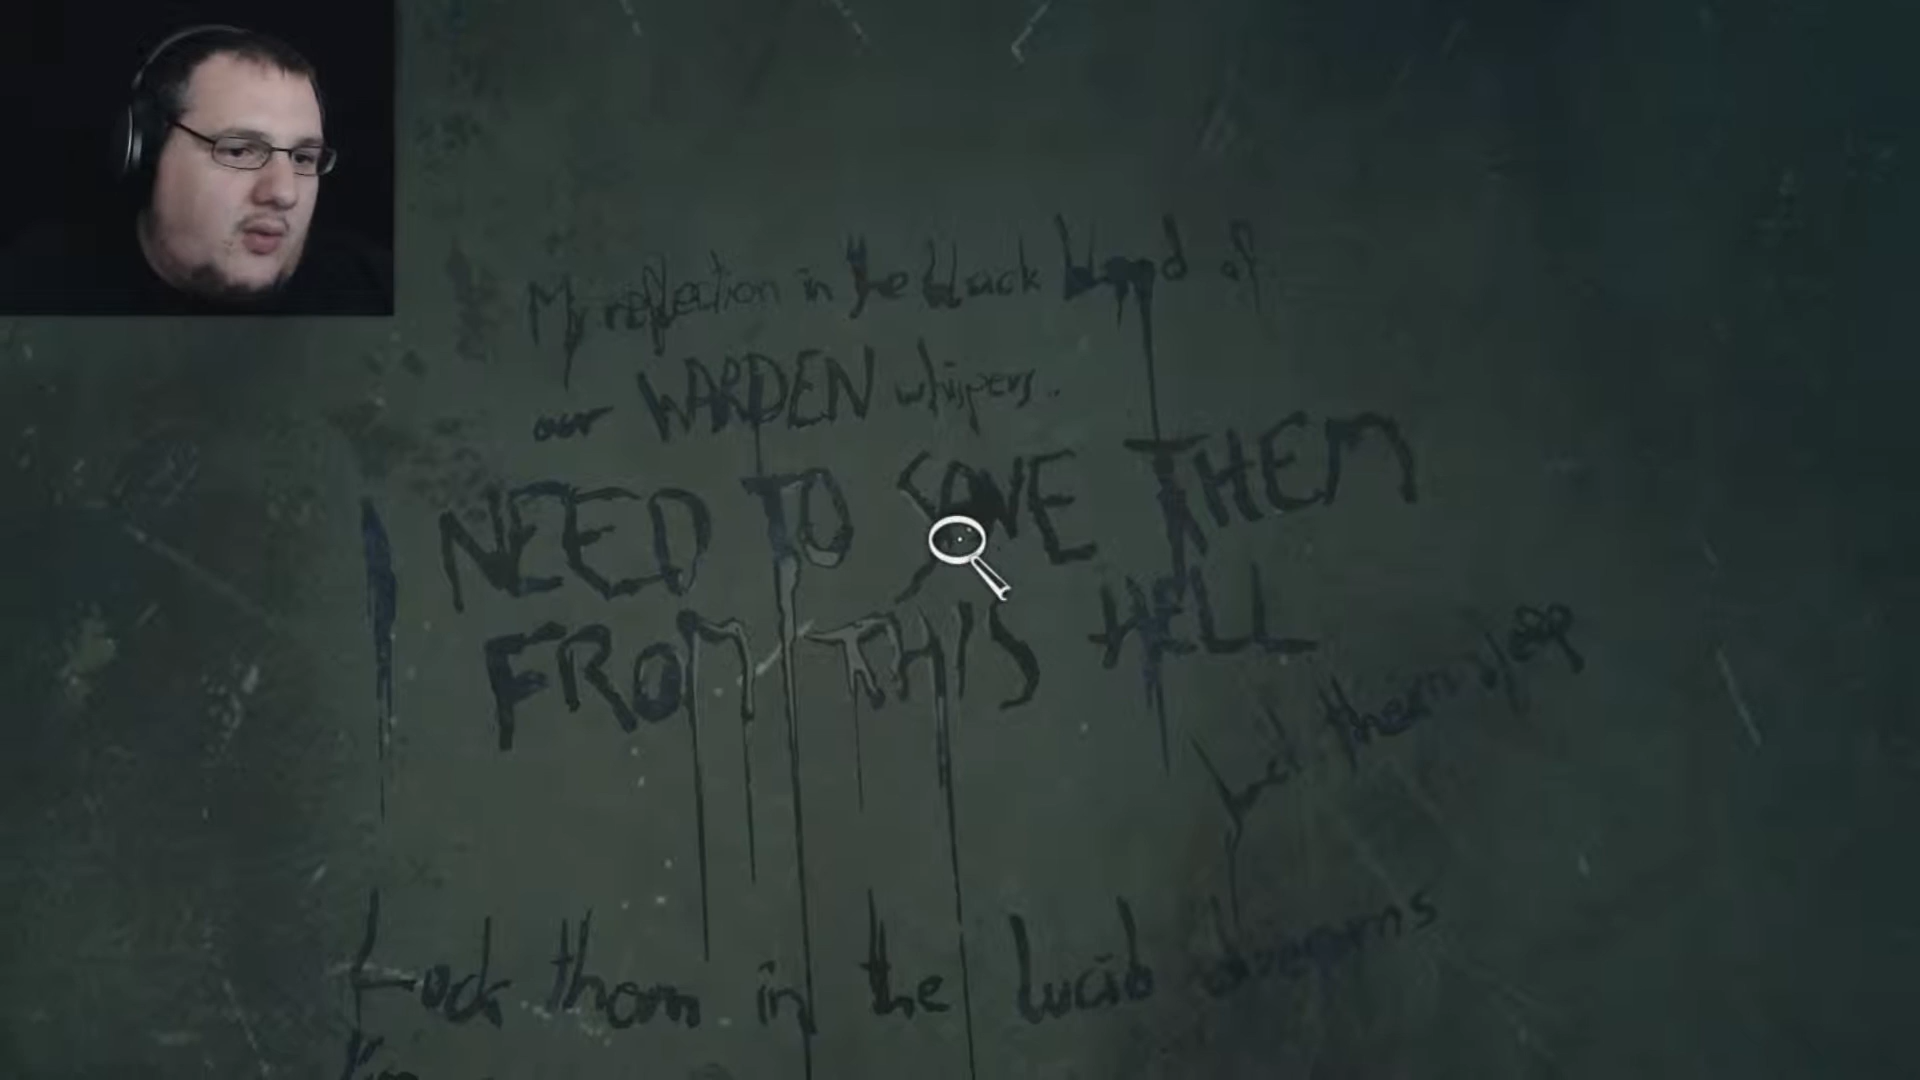 My reflection in the black blood of
our WARDEN whispers.
I NEED TO SAVE THEM
FROM THIS HELL
Let them sleep
Lock them in the lucid dreams